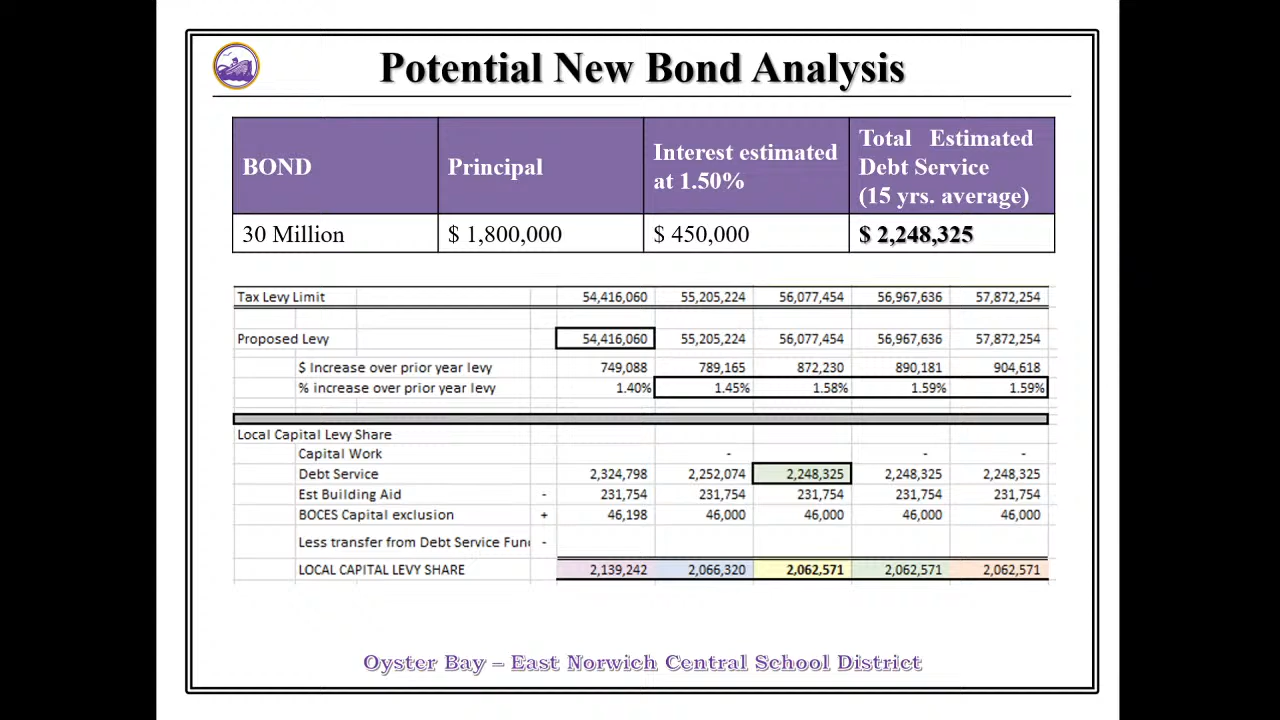 Potential New Bond Analysis
BOND Principal Interest estimated at 1.50% Total Estimated Debt Service (15 yrs. average)
30 Million $ 1,800,000 $ 450,000 $ 2,248,325
Tax Levy Limit 54,416,060 55,205,224 56,077,454 56,967,636 57,872,254
Proposed Levy 54,416,060 55,205,224 56,077,454 56,967,636 57,872,254
$ Increase over prior year levy 749,088 789,165 872,230 890,181 904,618
% increase over prior year levy 1.40% 1.45% 1.58% 1.59% 1.59%
Local Capital Levy Share
Capital Work - - -
Debt Service 2,324,798 2,252,074 2,248,325 2,248,325 2,248,325
Est Building Aid - 231,754 231,754 231,754 231,754 231,754
BOCES Capital exclusion + 46,198 46,000 46,000 46,000 46,000
Less transfer from Debt Service Fun -
LOCAL CAPITAL LEVY SHARE 2,139,242 2,066,320 2,062,571 2,062,571 2,062,571
Oyster Bay – East Norwich Central School District